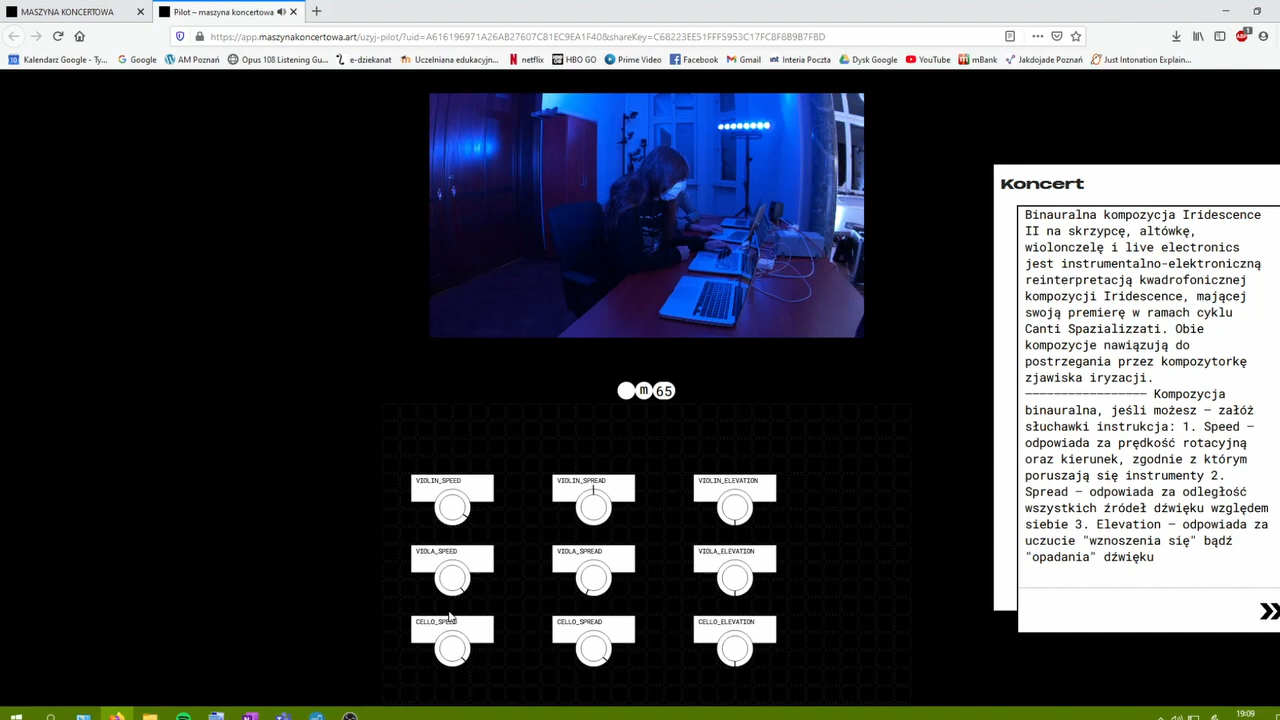 MASZYNA KONCERTOWA
Pilot – maszyna koncertowa
https://app.maszynakoncertowa.art/uzyj-pilot/?uid=A616196971A26AB27607C81EC9EA1F40&shareKey=C68223EE51FFF5953C17FC8F8B9B7FBD
Kalendarz Google - Ty...
Google
AM Poznań
Opus 108 Listening Gu...
e-dziekanat
Uczelniana edukacyjn...
netflix
HBO GO
Prime Video
Facebook
Gmail
Interia Poczta
Dysk Google
YouTube
mBank
Jakdojade Poznań
Just Intonation Explain...
Koncert
Binauralna kompozycja Iridescence
II na skrzypcę, altówkę,
wiolonczelę i live electronics
jest instrumentalno-elektroniczną
reinterpretacją kwadrofonicznej
kompozycji Iridescence, mającej
swoją premierę w ramach cyklu
Canti Spazializzati. Obie
kompozycje nawiązują do
postrzegania przez kompozytorkę
zjawiska iryzacji.
————————————————— Kompozycja
binauralna, jeśli możesz – załóż
słuchawki instrukcja: 1. Speed –
odpowiada za prędkość rotacyjną
oraz kierunek, zgodnie z którym
poruszają się instrumenty 2.
Spread – odpowiada za odległość
wszystkich źródeł dźwięku względem
siebie 3. Elevation – odpowiada za
uczucie "wznoszenia się" bądź
"opadania" dźwięku
m 65
VIOLIN_SPEED
VIOLIN_SPREAD
VIOLIN_ELEVATION
VIOLA_SPEED
VIOLA_SPREAD
VIOLA_ELEVATION
CELLO_SPEED
CELLO_SPREAD
CELLO_ELEVATION
19:09